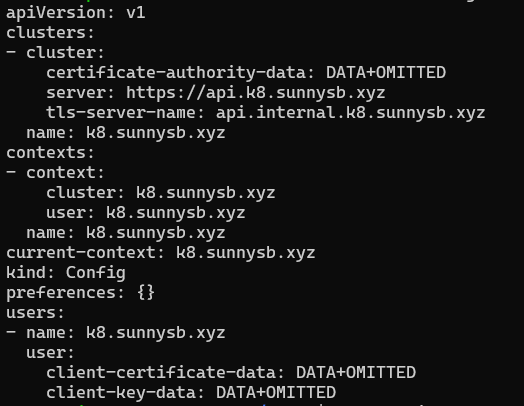 apiVersion: v1
clusters:
- cluster:
    certificate-authority-data: DATA+OMITTED
    server: https://api.k8.sunnysb.xyz
    tls-server-name: api.internal.k8.sunnysb.xyz
  name: k8.sunnysb.xyz
contexts:
- context:
    cluster: k8.sunnysb.xyz
    user: k8.sunnysb.xyz
  name: k8.sunnysb.xyz
current-context: k8.sunnysb.xyz
kind: Config
preferences: {}
users:
- name: k8.sunnysb.xyz
  user:
    client-certificate-data: DATA+OMITTED
    client-key-data: DATA+OMITTED